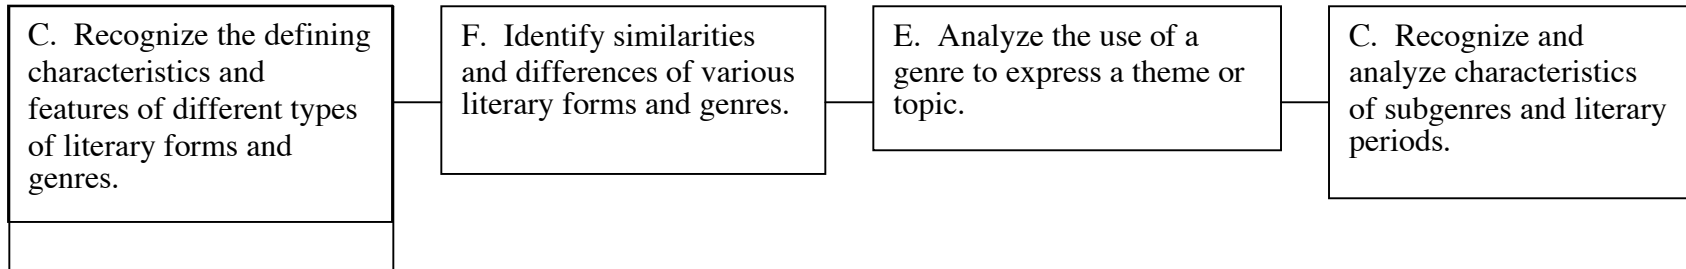 C. Recognize the defining
characteristics and
features of different types
of literary forms and
genres.
F. Identify similarities
and differences of various
literary forms and genres.
E. Analyze the use of a
genre to express a theme or
topic.
C. Recognize and
analyze characteristics
of subgenres and literary
periods.